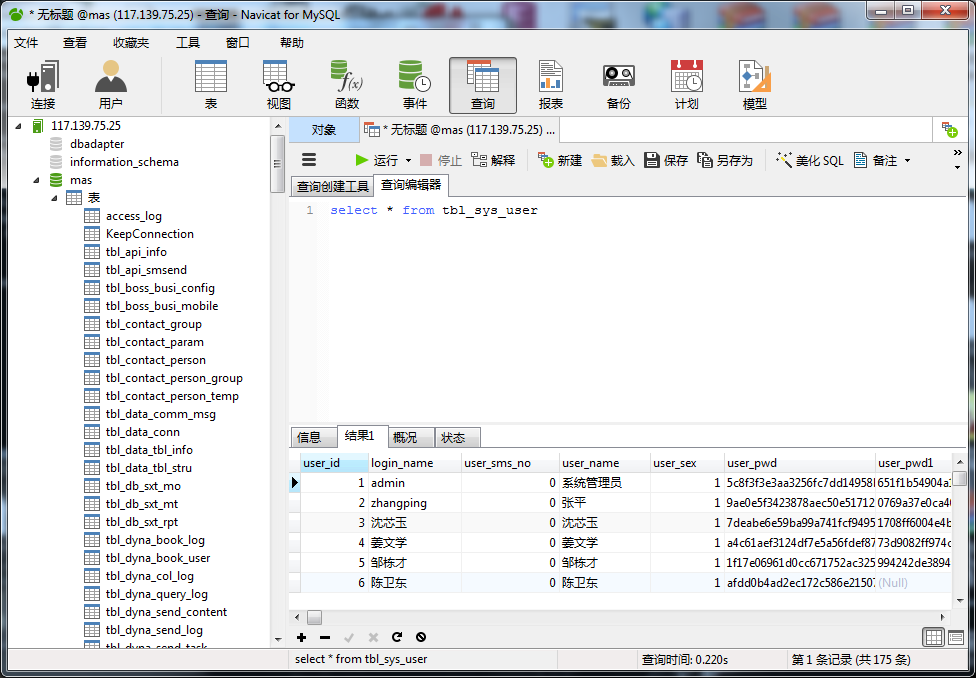 * 无标题 @mas (117.139.75.25) - 查询 - Navicat for MySQL
文件 查看 收藏夹 工具 窗口 帮助
连接 用户 表 视图 函数 事件 查询 报表 备份 计划 模型
117.139.75.25
dbadapter
information_schema
mas
表
access_log
KeepConnection
tbl_api_info
tbl_api_smsend
tbl_boss_busi_config
tbl_boss_busi_mobile
tbl_contact_group
tbl_contact_param
tbl_contact_person
tbl_contact_person_group
tbl_contact_person_temp
tbl_data_comm_msg
tbl_data_conn
tbl_data_tbl_info
tbl_data_tbl_stru
tbl_db_sxt_mo
tbl_db_sxt_mt
tbl_db_sxt_rpt
tbl_dyna_book_log
tbl_dyna_book_user
tbl_dyna_col_log
tbl_dyna_query_log
tbl_dyna_send_content
tbl_dyna_send_log
tbl_dyna_send_task
对象 * 无标题 @mas (117.139.75.25) ...
运行 停止 解释 新建 载入 保存 另存为 美化 SQL 备注
查询创建工具 查询编辑器
1 select * from tbl_sys_user
信息 结果1 概况 状态
user_id login_name user_sms_no user_name user_sex user_pwd user_pwd1
1 admin 0 系统管理员 1 5c8f3f3e3aa3256fc7dd14958 651f1b54904a
2 zhangping 0 张平 1 9ae0e5f3423878aec50e51712 0769a37e0ca4
3 沈芯玉 0 沈芯玉 1 7deabe6e59ba99a741fcf9495 1708ff6004e4b
4 姜文学 0 姜文学 1 a4c61aef3124df7e5a56fdef87 73d9082ff974c
5 邹栋才 0 邹栋才 1 1f17e06961d0cc671752ac325 994242de3894
6 陈卫东 0 陈卫东 1 afdd0b4ad2ec172c586e2150 (Null)
select * from tbl_sys_user 查询时间: 0.220s 第 1 条记录 (共 175 条)